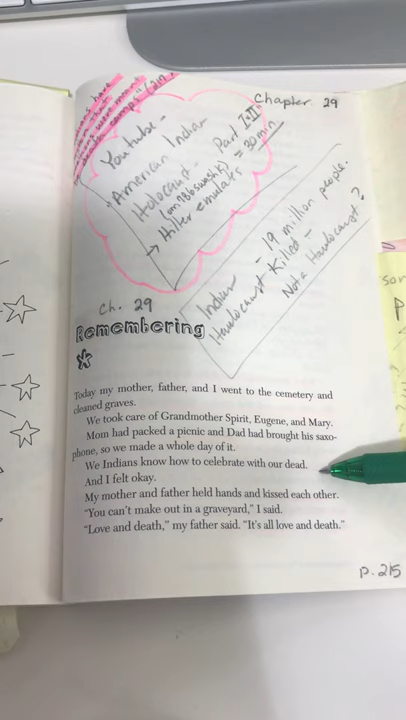 Chapter 29
Youtube -
American Indian
Holocaust - Part I+II
= 30 min
→ Hitler emulates
Indian
Hawlocaust Killed -
- 19 million people.
Not a Hawlocaust?
Ch. 29
Remembering
Today my mother, father, and I went to the cemetery and
cleaned graves.
We took care of Grandmother Spirit, Eugene, and Mary.
Mom had packed a picnic and Dad had brought his saxo-
phone, so we made a whole day of it.
We Indians know how to celebrate with our dead.
And I felt okay.
My mother and father held hands and kissed each other.
“You can’t make out in a graveyard,” I said.
“Love and death,” my father said. “It’s all love and death.”
p. 215